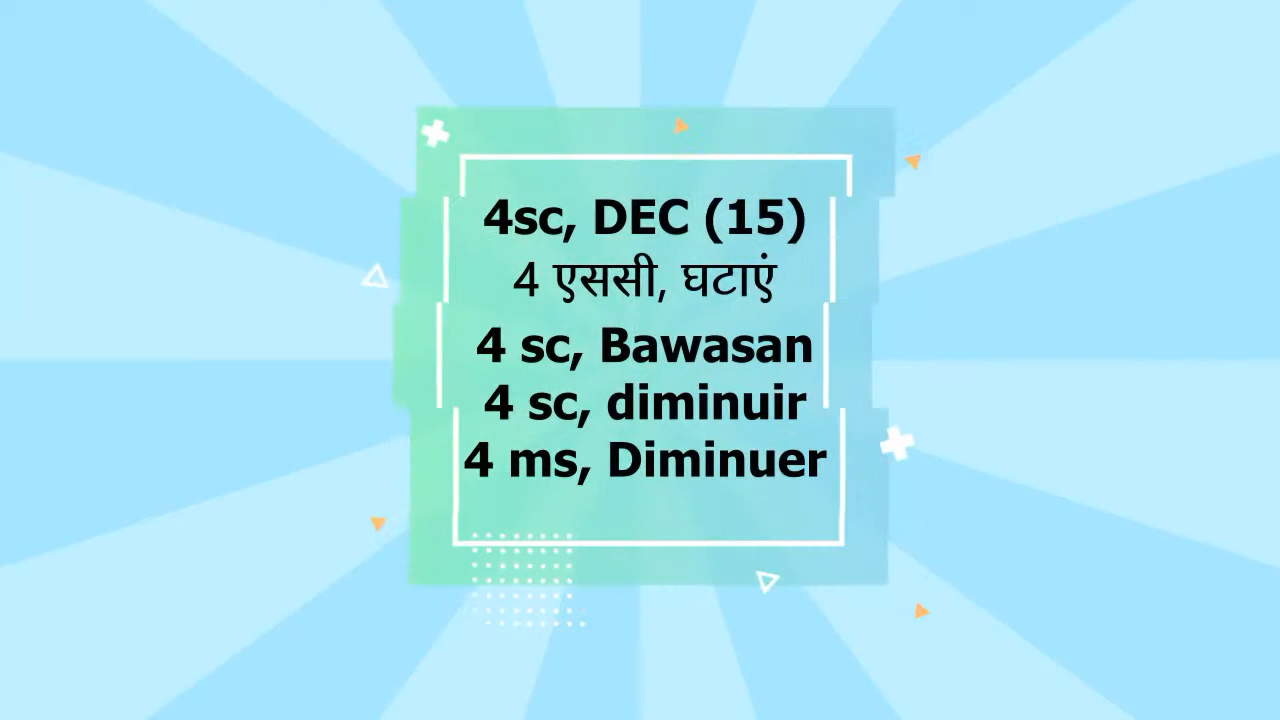 4sc, DEC (15)
4 एससी, घटाएं
4 sc, Bawasan
4 sc, diminuir
4 ms, Diminuer